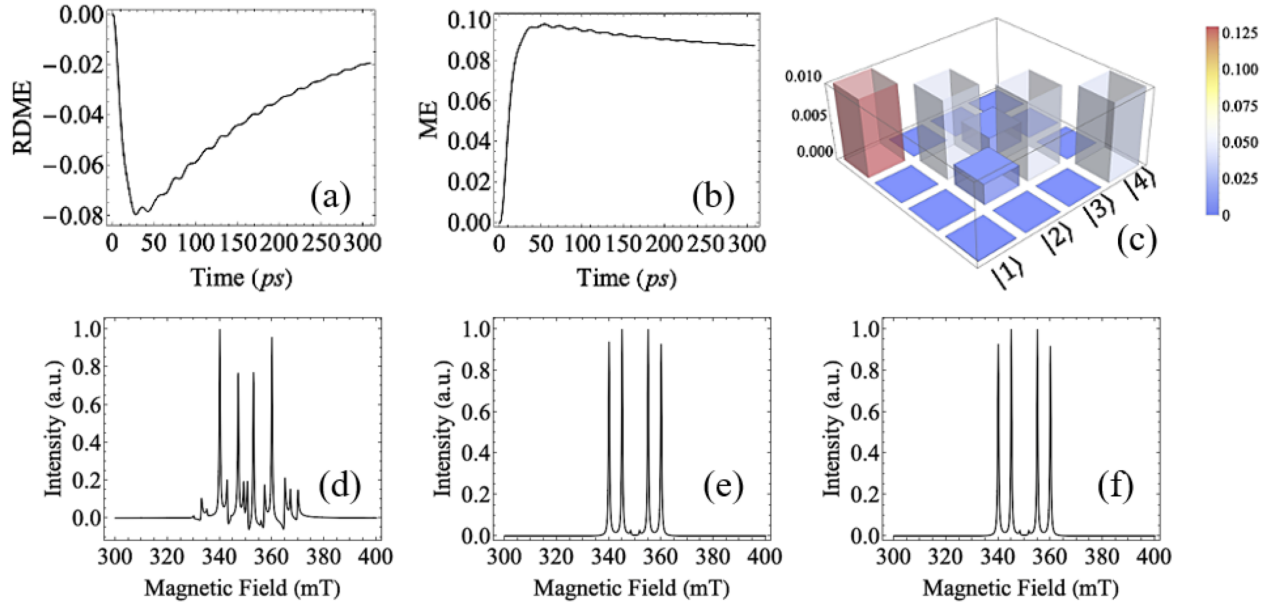 0.00
−0.02
−0.04
−0.06
−0.08
RDME
(a)
0 50 100 150 200 250 300
Time (ps)
0.10
0.08
0.06
0.04
0.02
0.00
ME
(b)
0 50 100 150 200 250 300
Time (ps)
0.010
0.005
0.000
|1⟩
|2⟩
|3⟩
|4⟩
(c)
0.125
0.100
0.075
0.050
0.025
0
1.0
0.8
0.6
0.4
0.2
0.0
Intensity (a.u.)
(d)
300 320 340 360 380 400
Magnetic Field (mT)
1.0
0.8
0.6
0.4
0.2
0.0
Intensity (a.u.)
(e)
300 320 340 360 380 400
Magnetic Field (mT)
1.0
0.8
0.6
0.4
0.2
0.0
Intensity (a.u.)
(f)
300 320 340 360 380 400
Magnetic Field (mT)